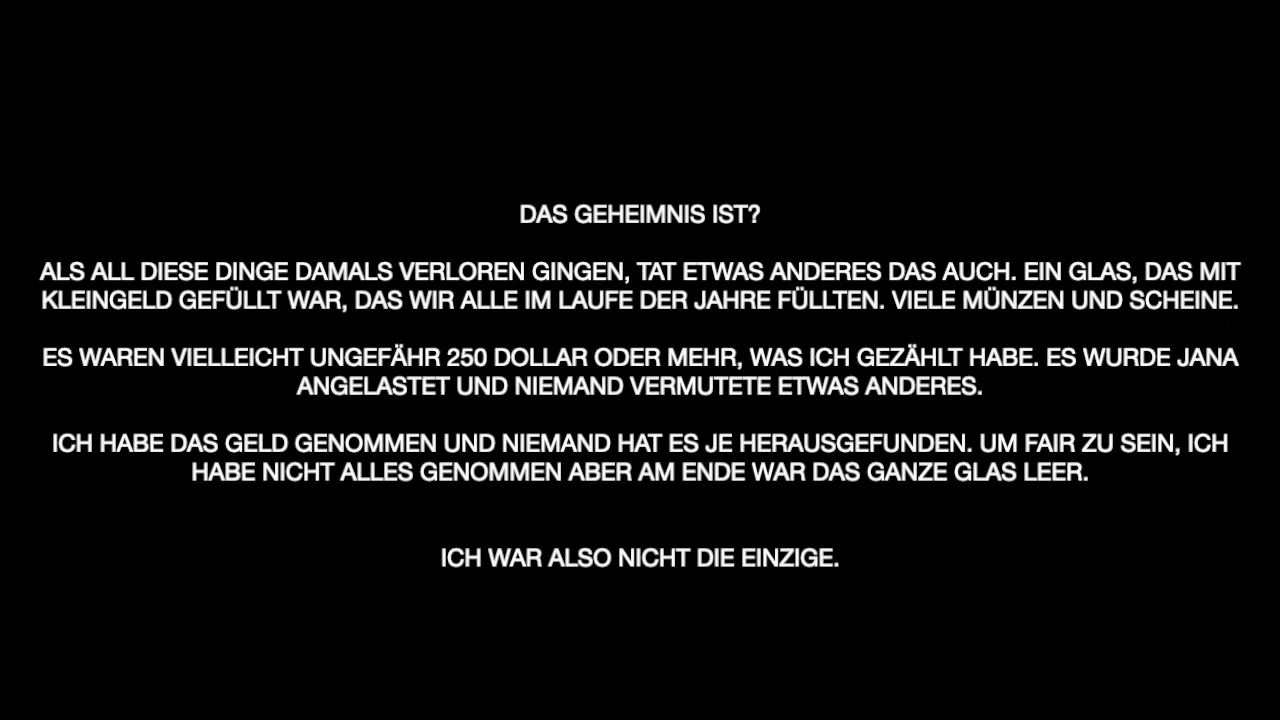 DAS GEHEIMNIS IST?
ALS ALL DIESE DINGE DAMALS VERLOREN GINGEN, TAT ETWAS ANDERES DAS AUCH. EIN GLAS, DAS MIT
KLEINGELD GEFÜLLT WAR, DAS WIR ALLE IM LAUFE DER JAHRE FÜLLTEN. VIELE MÜNZEN UND SCHEINE.
ES WAREN VIELLEICHT UNGEFÄHR 250 DOLLAR ODER MEHR, WAS ICH GEZÄHLT HABE. ES WURDE JANA
ANGELASTET UND NIEMAND VERMUTETE ETWAS ANDERES.
ICH HABE DAS GELD GENOMMEN UND NIEMAND HAT ES JE HERAUSGEFUNDEN. UM FAIR ZU SEIN, ICH
HABE NICHT ALLES GENOMMEN ABER AM ENDE WAR DAS GANZE GLAS LEER.
ICH WAR ALSO NICHT DIE EINZIGE.